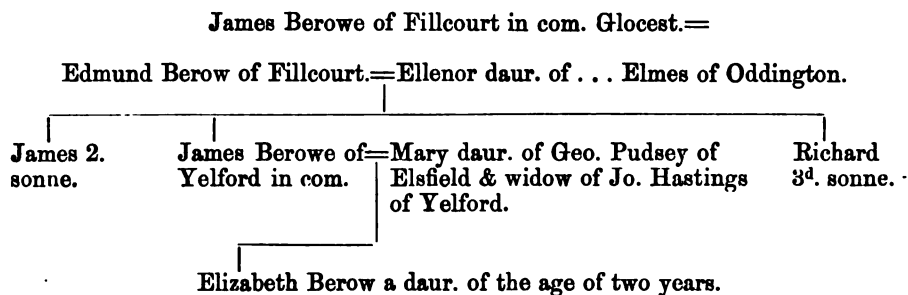 James Berowe of Fillcourt in com. Glocest.=
Edmund Berow of Fillcourt.=Ellenor daur. of ... Elmes of Oddington.
James 2. sonne.
James Berowe of=Mary daur. of Geo. Pudsey of
Yelford in com. Elsfield & widow of Jo. Hastings
of Yelford.
Richard 3d. sonne.
Elizabeth Berow a daur. of the age of two years.